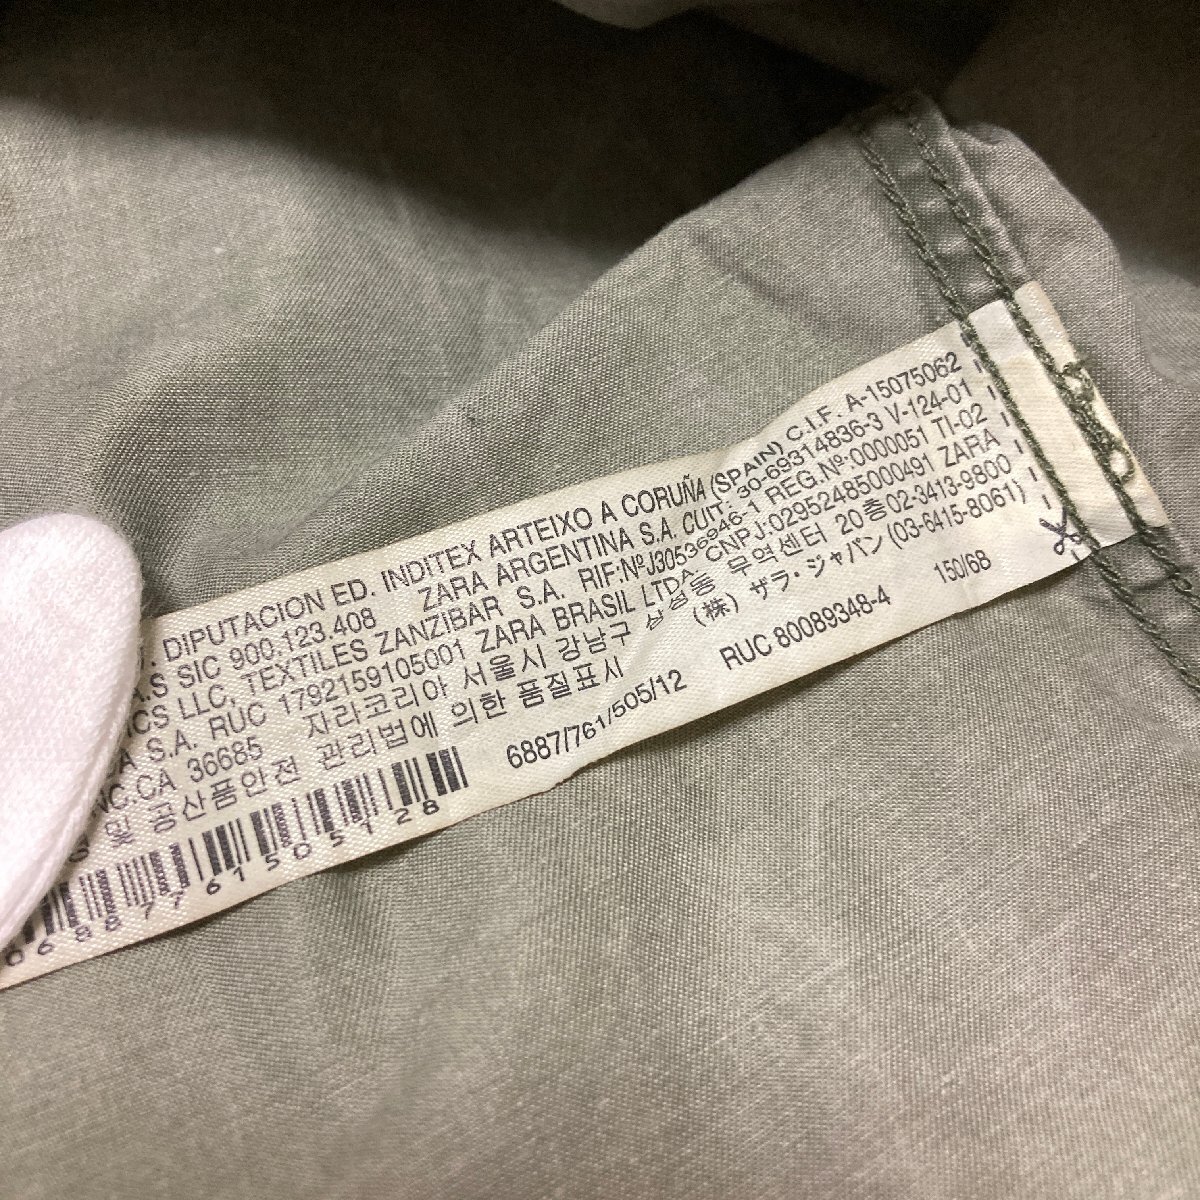 . DIPUTACION ED. INDITEX ARTEIXO A CORUÑA (SPAIN) C.I.F. A-15075062
A.S SIC 900.123.408 ZARA ARGENTINA S.A. CUIT: 30-69314836-3 V-124-01
ICS LLC, TEXTILES ZANZIBAR S.A. RIF:NºJ30536946-1 REG.Nº:0000051 TI-02
A S.A. RUC 1792159105001 ZARA BRASIL LTDA. CNPJ:02952485000491 ZARA
NC.CA 36685 자라코리아 서울시 강남구 삼성동 무역센터 20층02-3413-9800
및 공산품안전 관리법에 의한 품질표시 (株) ザラ・ジャパン (03-6415-8061)
6887/761/505/12 RUC 80089348-4 150/68
06887761505128